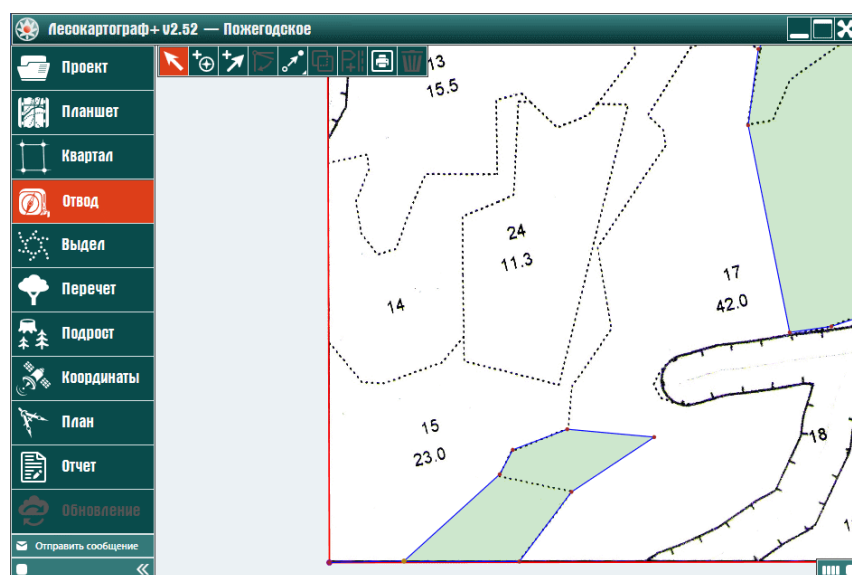 Лесокартограф+ v2.52 — Пожегодское
Проект
Планшет
Квартал
Отвод
Выдел
Перечет
Подрост
Координаты
План
Отчет
Обновление
Отправить сообщение
13
15.5
24
11.3
14
17
42.0
15
23.0
18